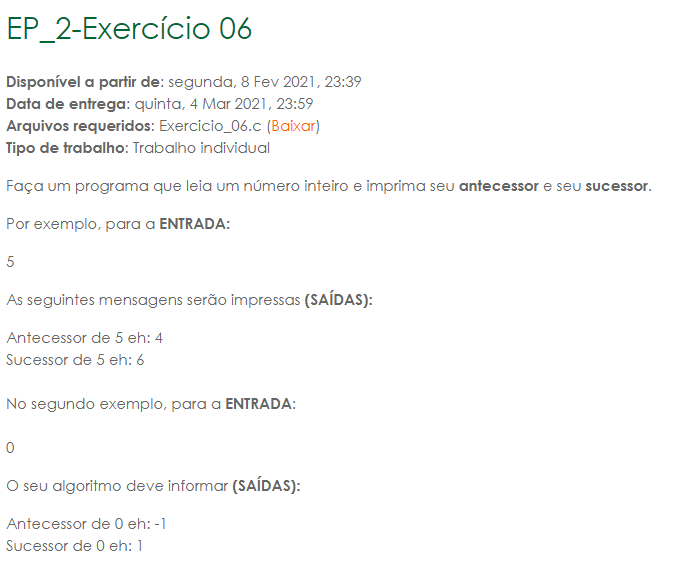 EP_2-Exercício 06
Disponível a partir de: segunda, 8 Fev 2021, 23:39
Data de entrega: quinta, 4 Mar 2021, 23:59
Arquivos requeridos: Exercicio_06.c (Baixar)
Tipo de trabalho: Trabalho individual
Faça um programa que leia um número inteiro e imprima seu antecessor e seu sucessor.
Por exemplo, para a ENTRADA:
5
As seguintes mensagens serão impressas (SAÍDAS):
Antecessor de 5 eh: 4
Sucessor de 5 eh: 6
No segundo exemplo, para a ENTRADA:
0
O seu algoritmo deve informar (SAÍDAS):
Antecessor de 0 eh: -1
Sucessor de 0 eh: 1